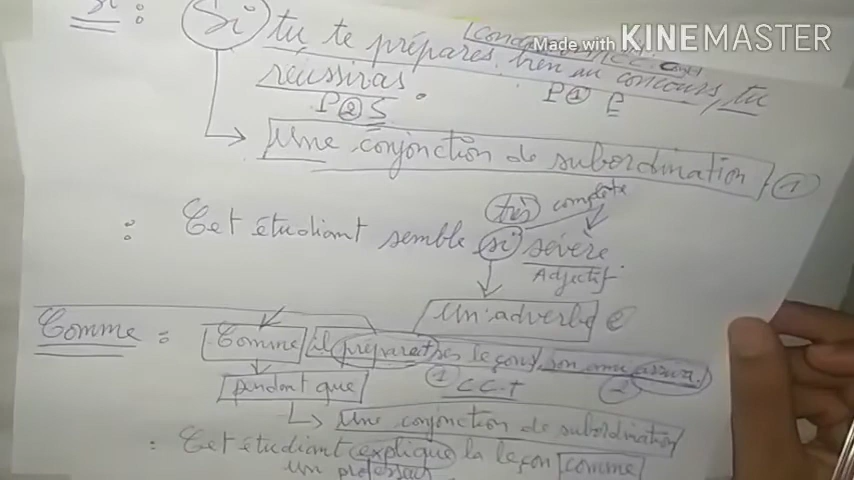 Si :
Si tu te prépares bien au concours, tu
C.C. Cond
réussiras.
P① P
P② S
Une conjonction de subordination ①
très complète
: Cet étudiant semble si sévère
Adjectif.
Un adverbe
Comme : Comme il préparait ses leçons, son ami arriva.
① C C.T ②
pendant que
Une conjonction de subordination
: Cet étudiant explique la leçon comme
un professeur
Made with KINEMASTER